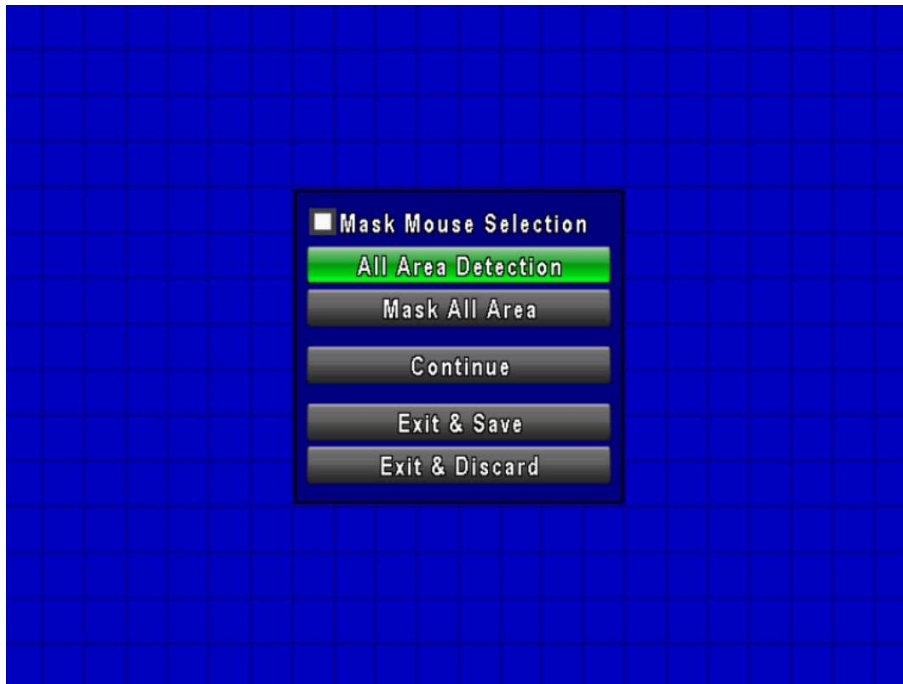 Mask Mouse Selection
All Area Detection
Mask All Area
Continue
Exit & Save
Exit & Discard